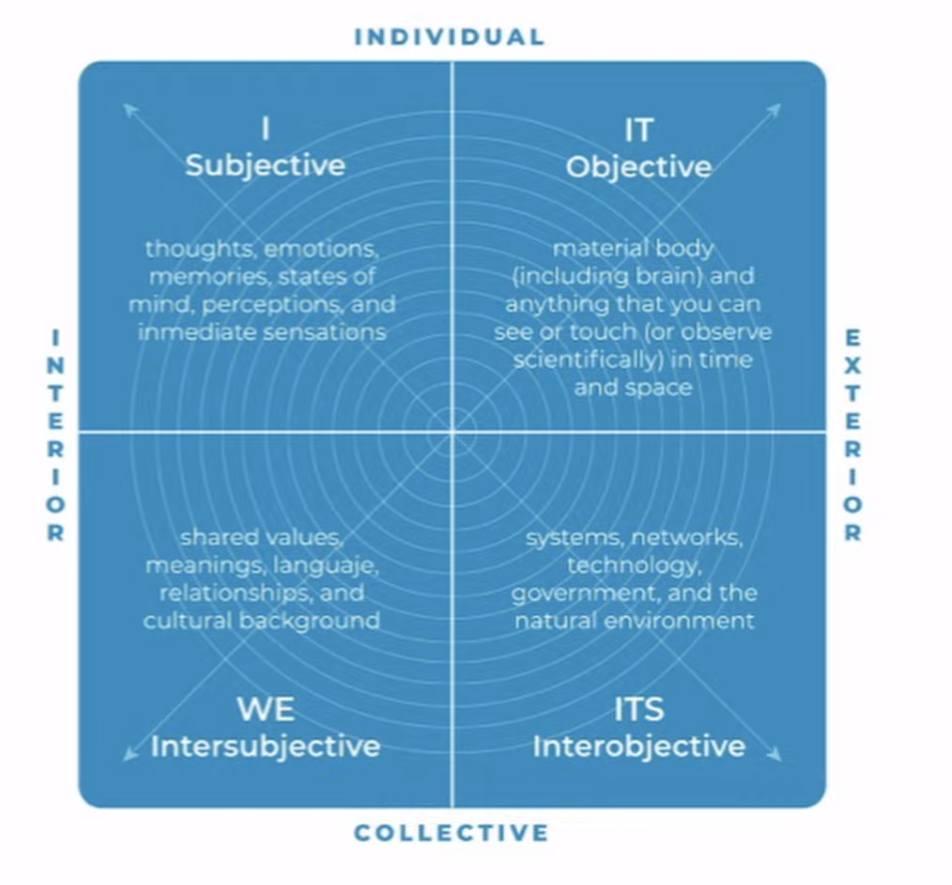 INDIVIDUAL
I
Subjective
thoughts, emotions,
memories, states of
mind, perceptions, and
inmediate sensations
IT
Objective
material body
(including brain) and
anything that you can
see or touch (or observe
scientifically) in time
and space
INTERIOR
EXTERIOR
shared values,
meanings, languaje,
relationships, and
cultural background
WE
Intersubjective
systems, networks,
technology,
government, and the
natural environment
ITS
Interobjective
COLLECTIVE